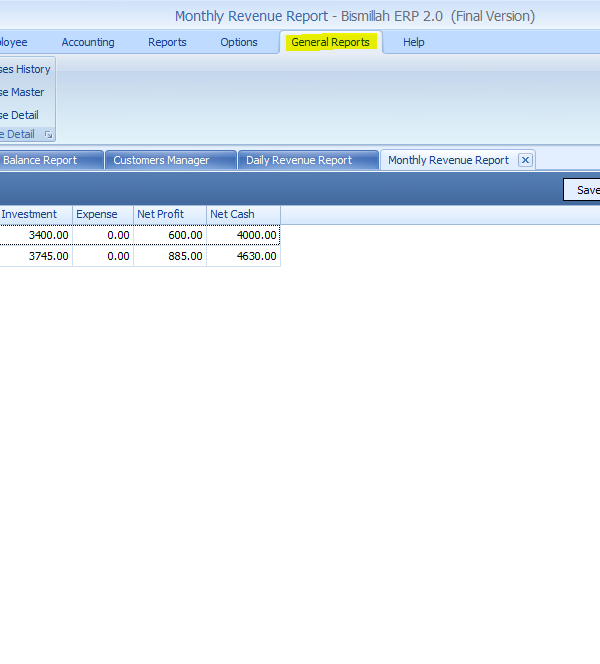 Monthly Revenue Report - Bismillah ERP 2.0 (Final Version)
ployee Accounting Reports Options General Reports Help
ses History
se Master
se Detail
e Detail
Balance Report Customers Manager Daily Revenue Report Monthly Revenue Report
Save
Investment Expense Net Profit Net Cash
3400.00 0.00 600.00 4000.00
3745.00 0.00 885.00 4630.00